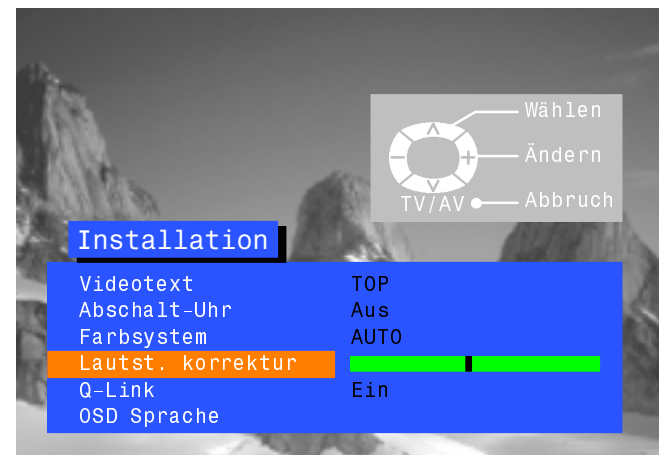 Wählen
Ändern
TV/AV Abbruch
Installation
Videotext TOP
Abschalt-Uhr Aus
Farbsystem AUTO
Lautst. korrektur
Q-Link Ein
OSD Sprache